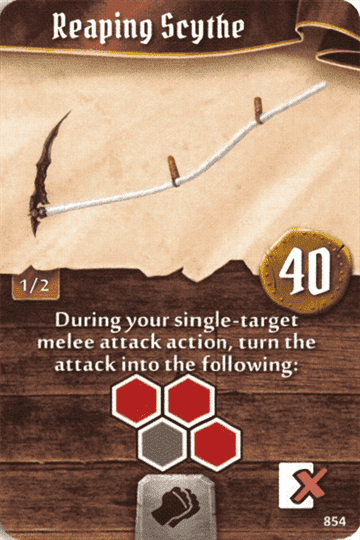 Reaping Scythe
40
1/2
During your single-target
melee attack action, turn the
attack into the following:
854